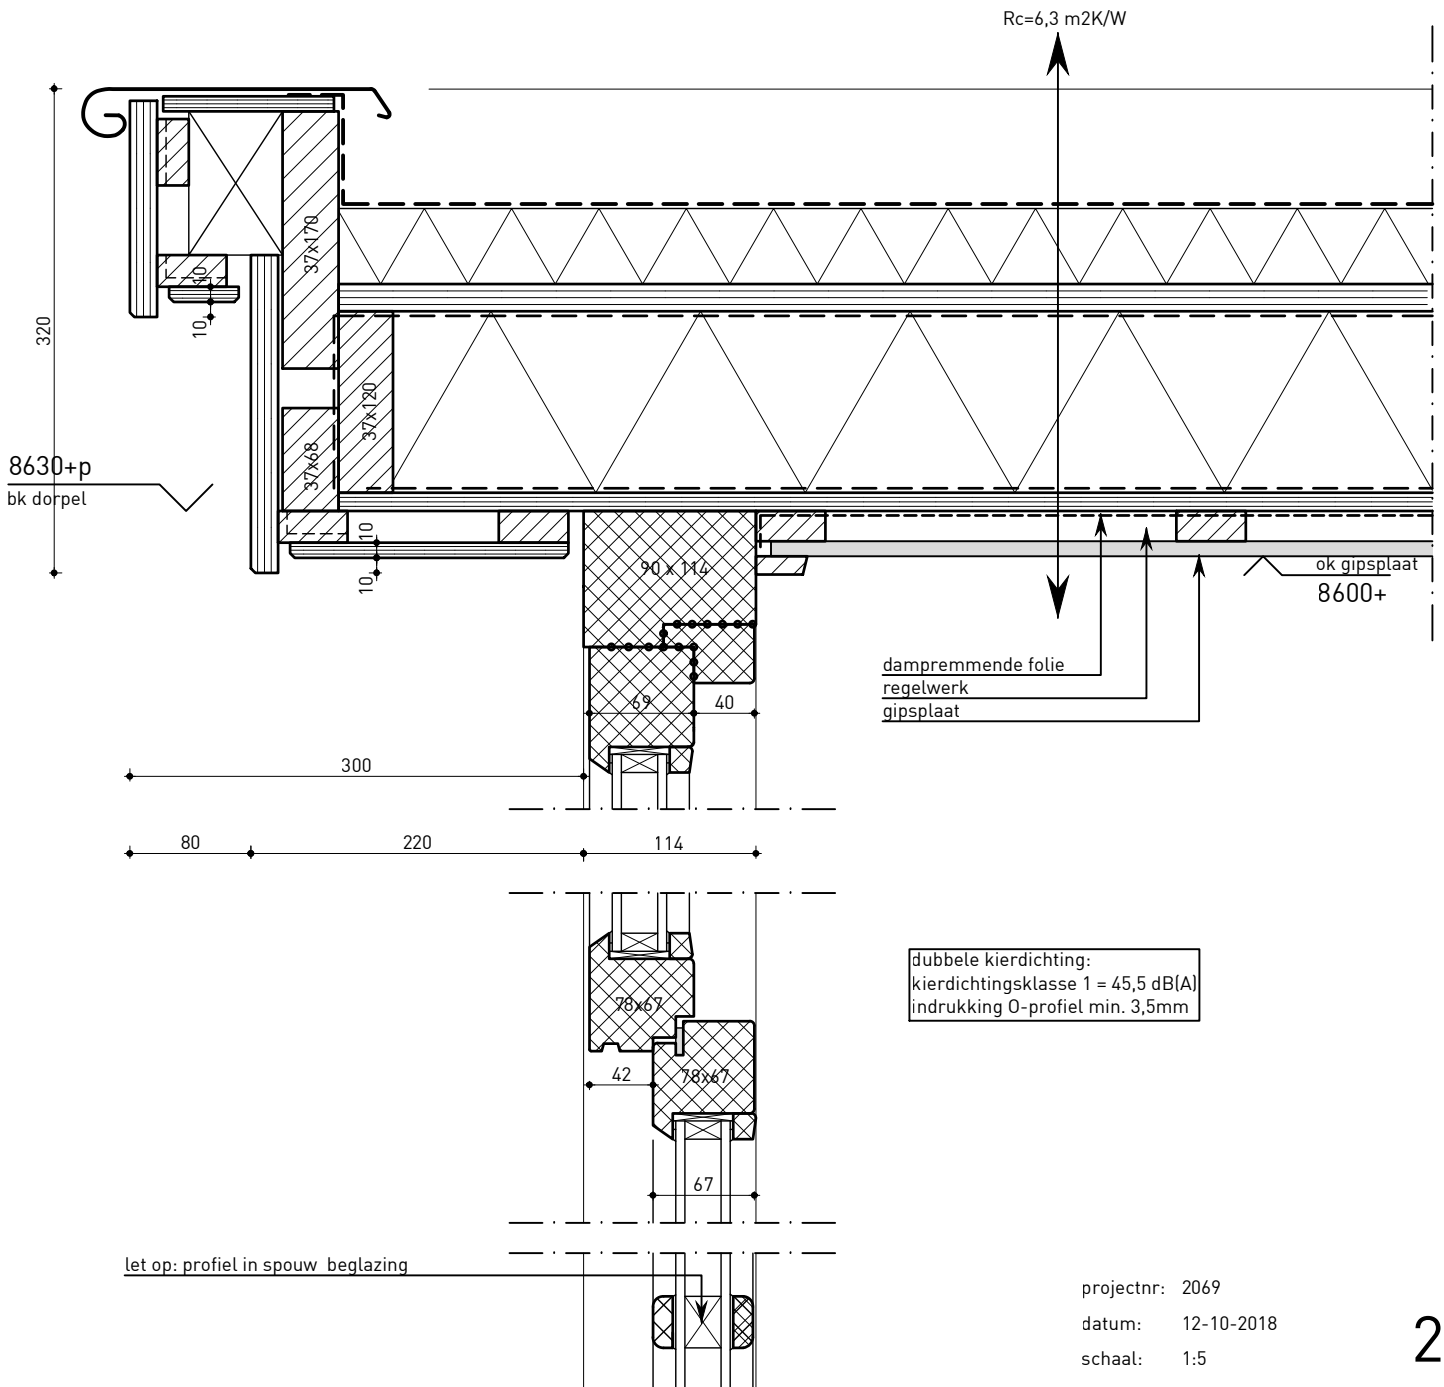 Rc=6,3 m2K/W
37x170
10
10
320
37x120
37x68
8630+p
bk dorpel
10
10
90 x 114
ok gipsplaat
8600+
dampremmende folie
regelwerk
gipsplaat
69
40
300
80
220
114
dubbele kierdichting:
kierdichtingsklasse 1 = 45,5 dB(A)
indrukking O-profiel min. 3,5mm
78x67
42
78x67
67
let op: profiel in spouw beglazing
projectnr: 2069
datum: 12-10-2018
schaal: 1:5
2